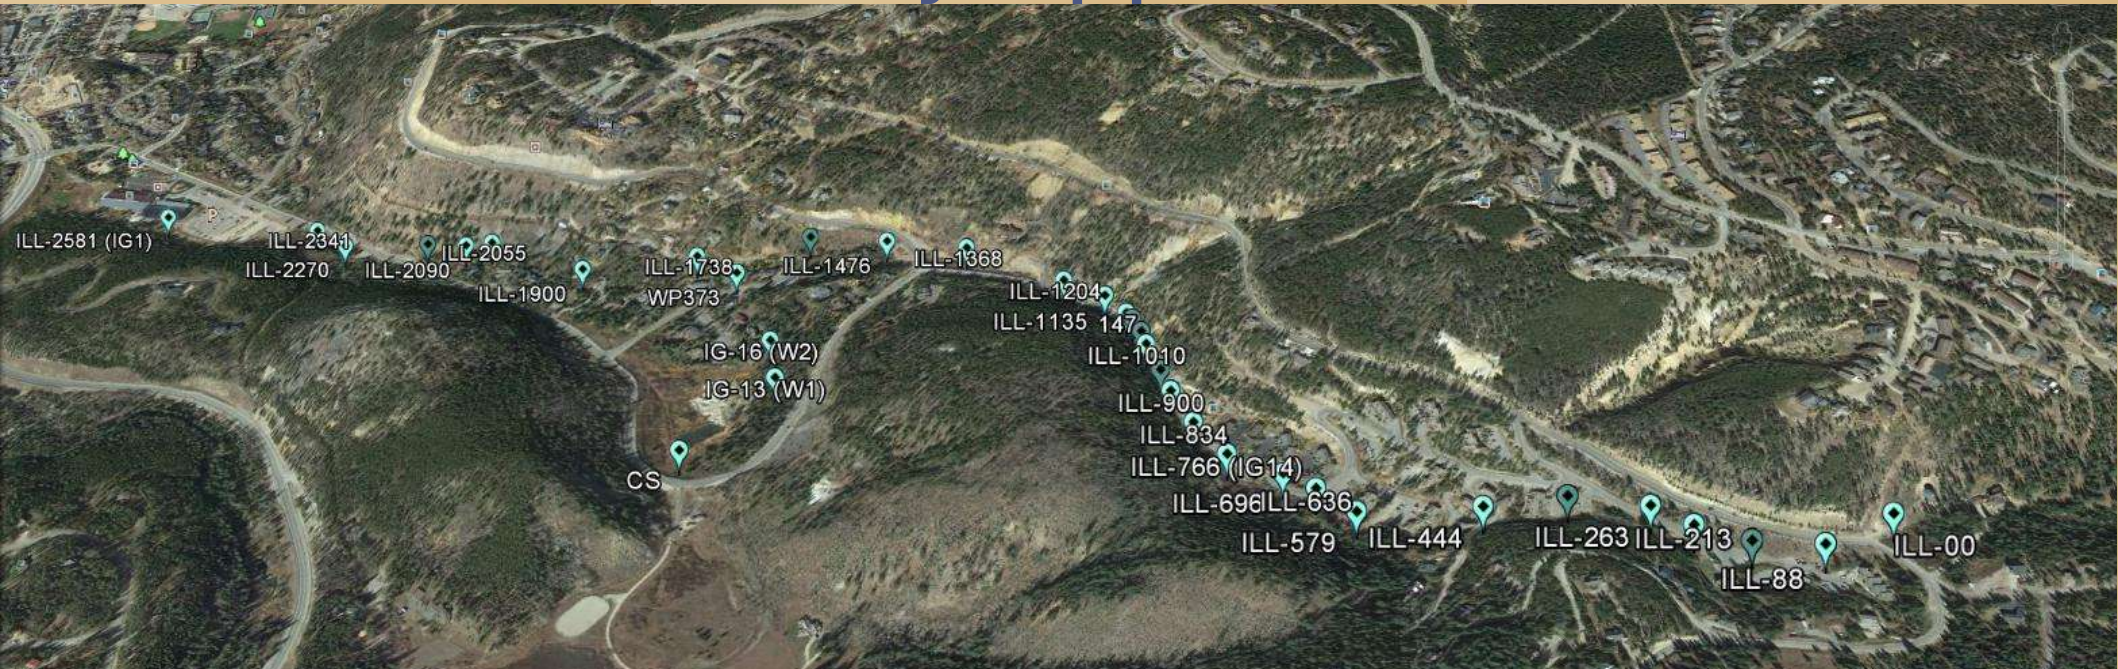 ILL-2581 (IG1)
ILL-2341
ILL-2270
ILL-2090
ILL-2055
ILL-1900
ILL-1738
WP373
ILL-1476
ILL-1368
ILL-1204
ILL-1135
147
IG-16 (W2)
ILL-1010
IG-13 (W1)
ILL-900
ILL-834
CS
ILL-766 (IG14)
ILL-696
ILL-636
ILL-579
ILL-444
ILL-263
ILL-213
ILL-00
ILL-88
P